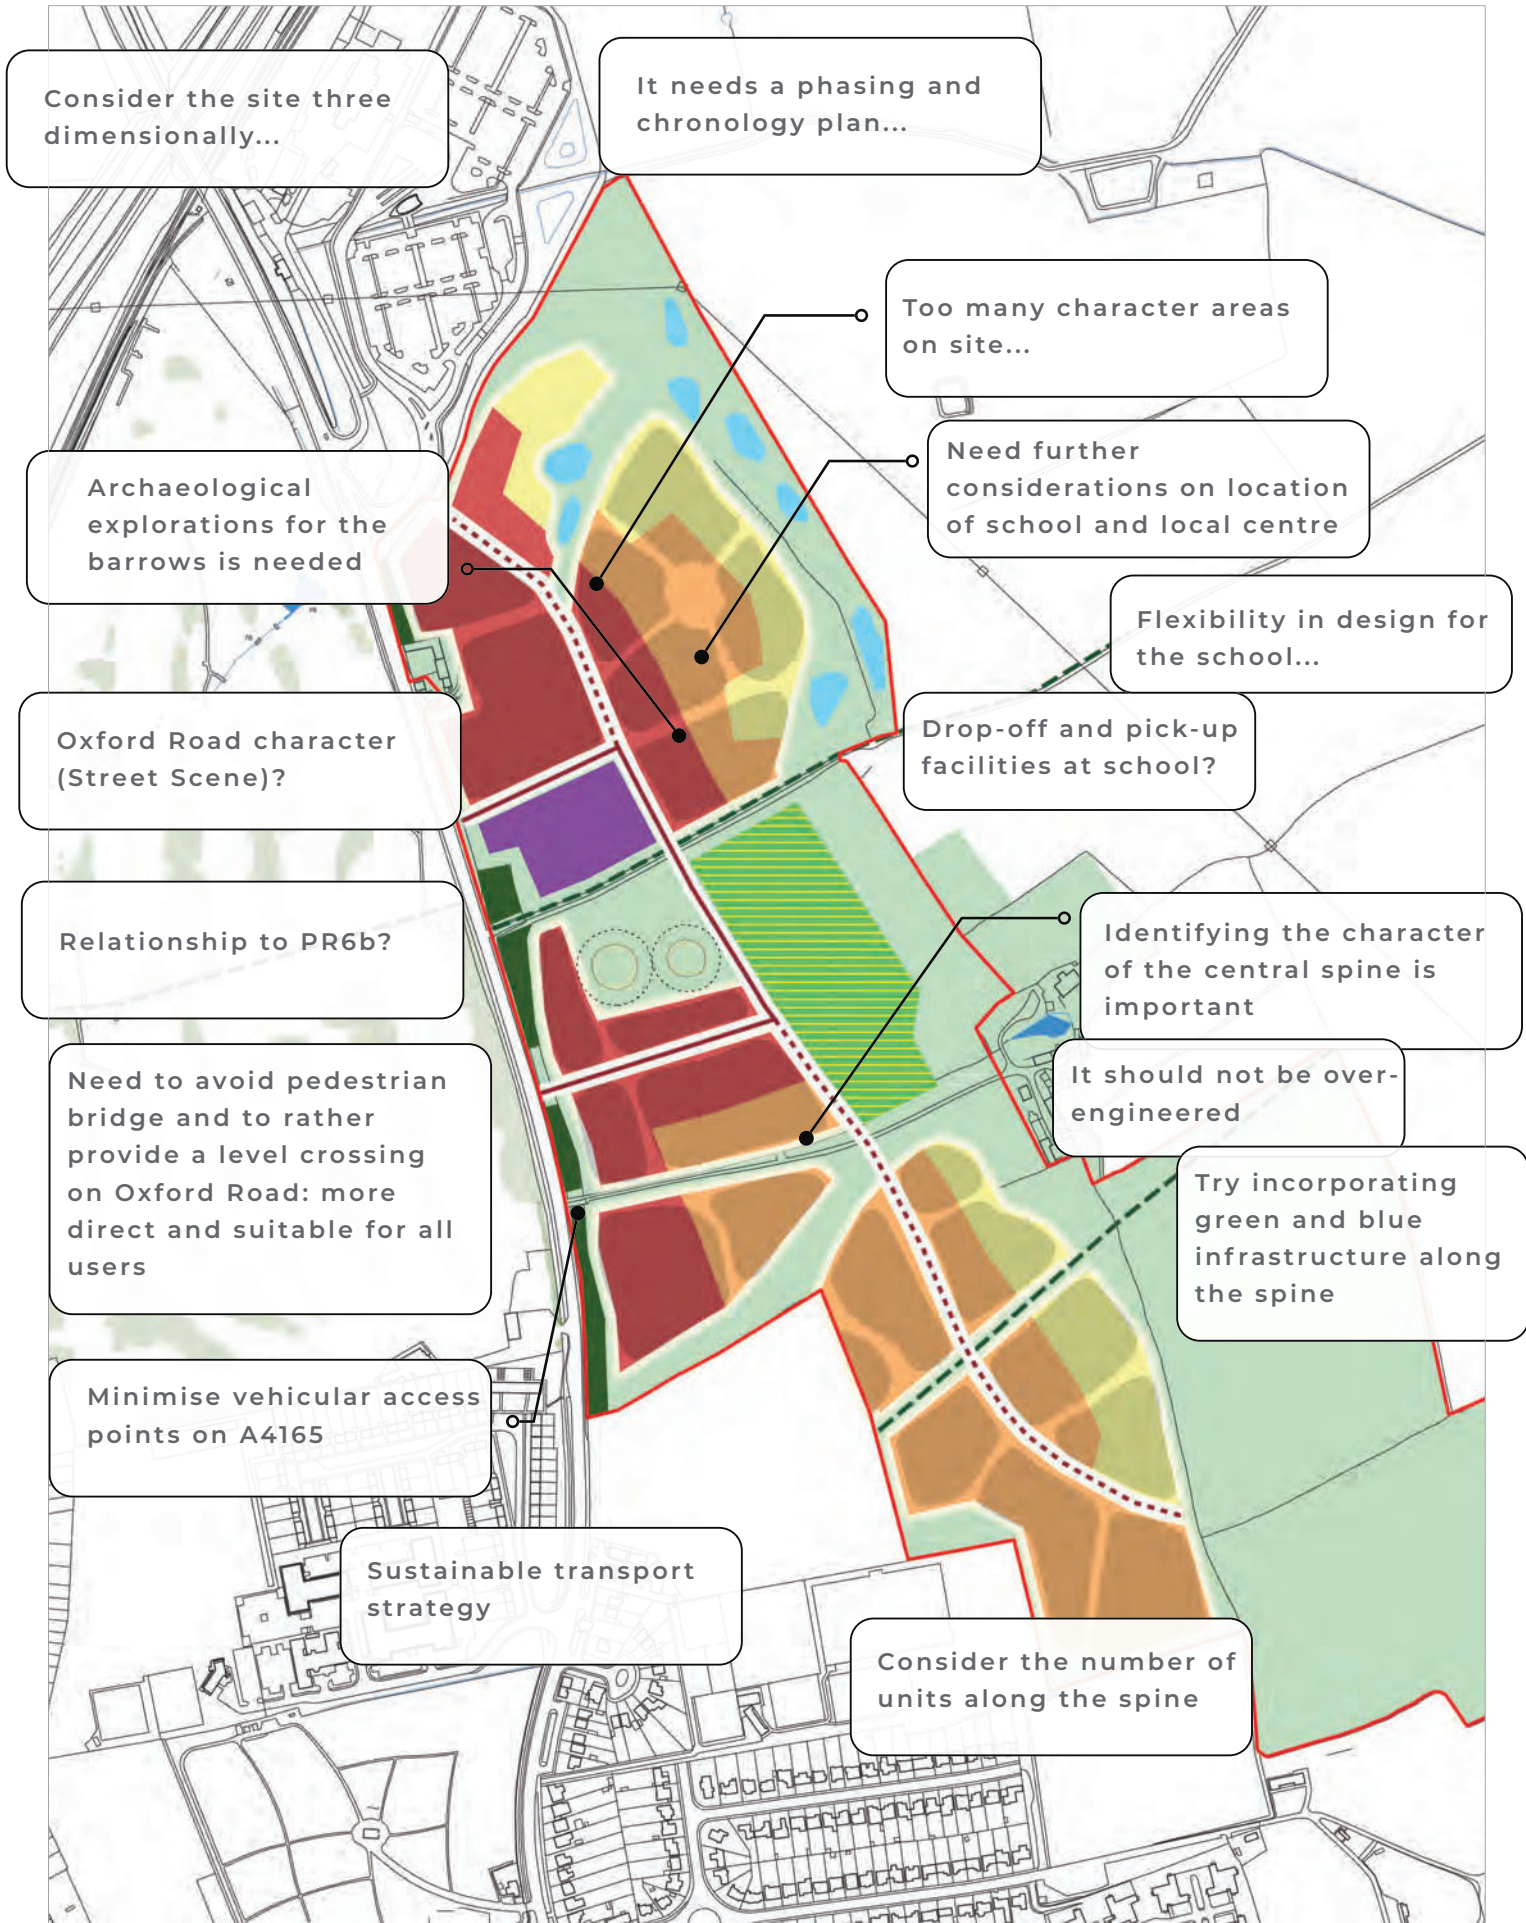 Consider the site three
dimensionally...
It needs a phasing and
chronology plan...
Too many character areas
on site...
Need further
considerations on location
of school and local centre
Archaeological
explorations for the
barrows is needed
Flexibility in design for
the school...
Oxford Road character
(Street Scene)?
Drop-off and pick-up
facilities at school?
Relationship to PR6b?
Identifying the character
of the central spine is
important
It should not be over-
engineered
Need to avoid pedestrian
bridge and to rather
provide a level crossing
on Oxford Road: more
direct and suitable for all
users
Try incorporating
green and blue
infrastructure along
the spine
Minimise vehicular access
points on A4165
Sustainable transport
strategy
Consider the number of
units along the spine